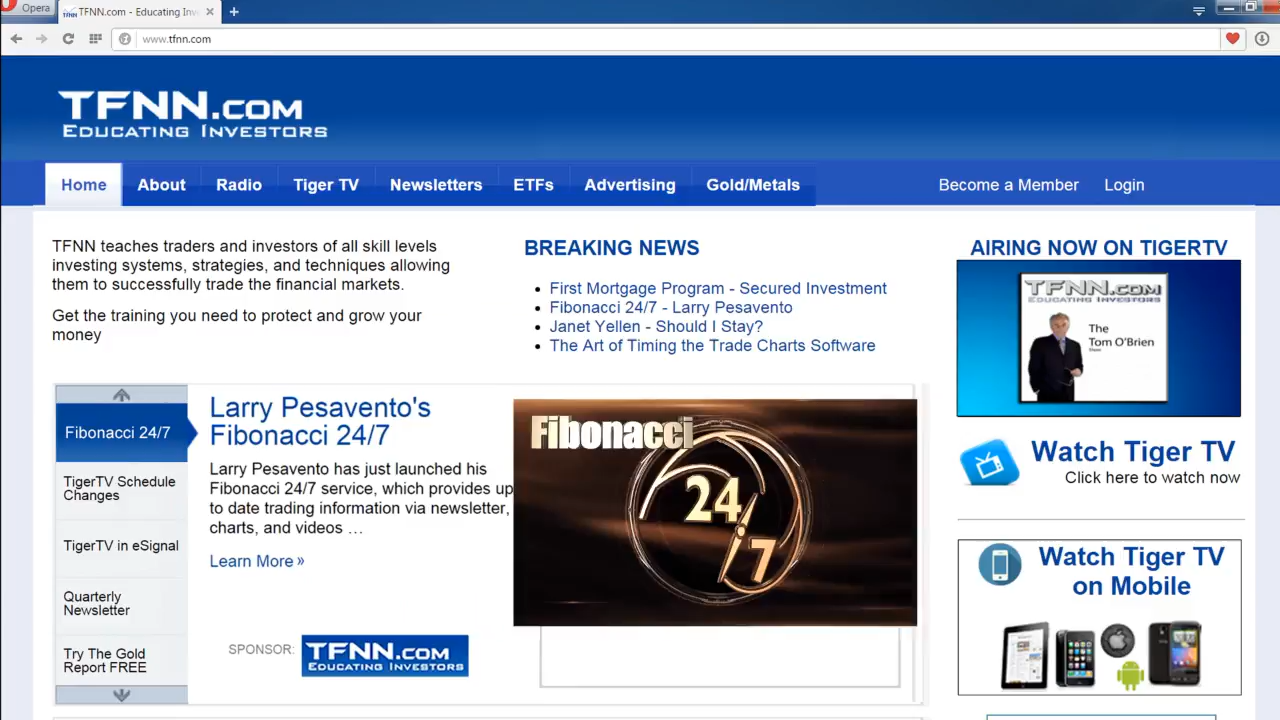 Opera
TFNN.com - Educating Inv
www.tfnn.com
TFNN.com
Educating Investors
Home
About
Radio
Tiger TV
Newsletters
ETFs
Advertising
Gold/Metals
Become a Member
Login
TFNN teaches traders and investors of all skill levels
investing systems, strategies, and techniques allowing
them to successfully trade the financial markets.
Get the training you need to protect and grow your
money
BREAKING NEWS
First Mortgage Program - Secured Investment
Fibonacci 24/7 - Larry Pesavento
Janet Yellen - Should I Stay?
The Art of Timing the Trade Charts Software
AIRING NOW ON TIGERTV
TFNN.com
Educating Investors
The
Tom O'Brien
Show
Watch Tiger TV
Click here to watch now
Watch Tiger TV
on Mobile
Fibonacci 24/7
TigerTV Schedule
Changes
TigerTV in eSignal
Quarterly
Newsletter
Try The Gold
Report FREE
Larry Pesavento's
Fibonacci 24/7
Larry Pesavento has just launched his
Fibonacci 24/7 service, which provides up
to date trading information via newsletter,
charts, and videos …
Learn More »
Fibonacci
24/7
SPONSOR:
TFNN.com
Educating Investors